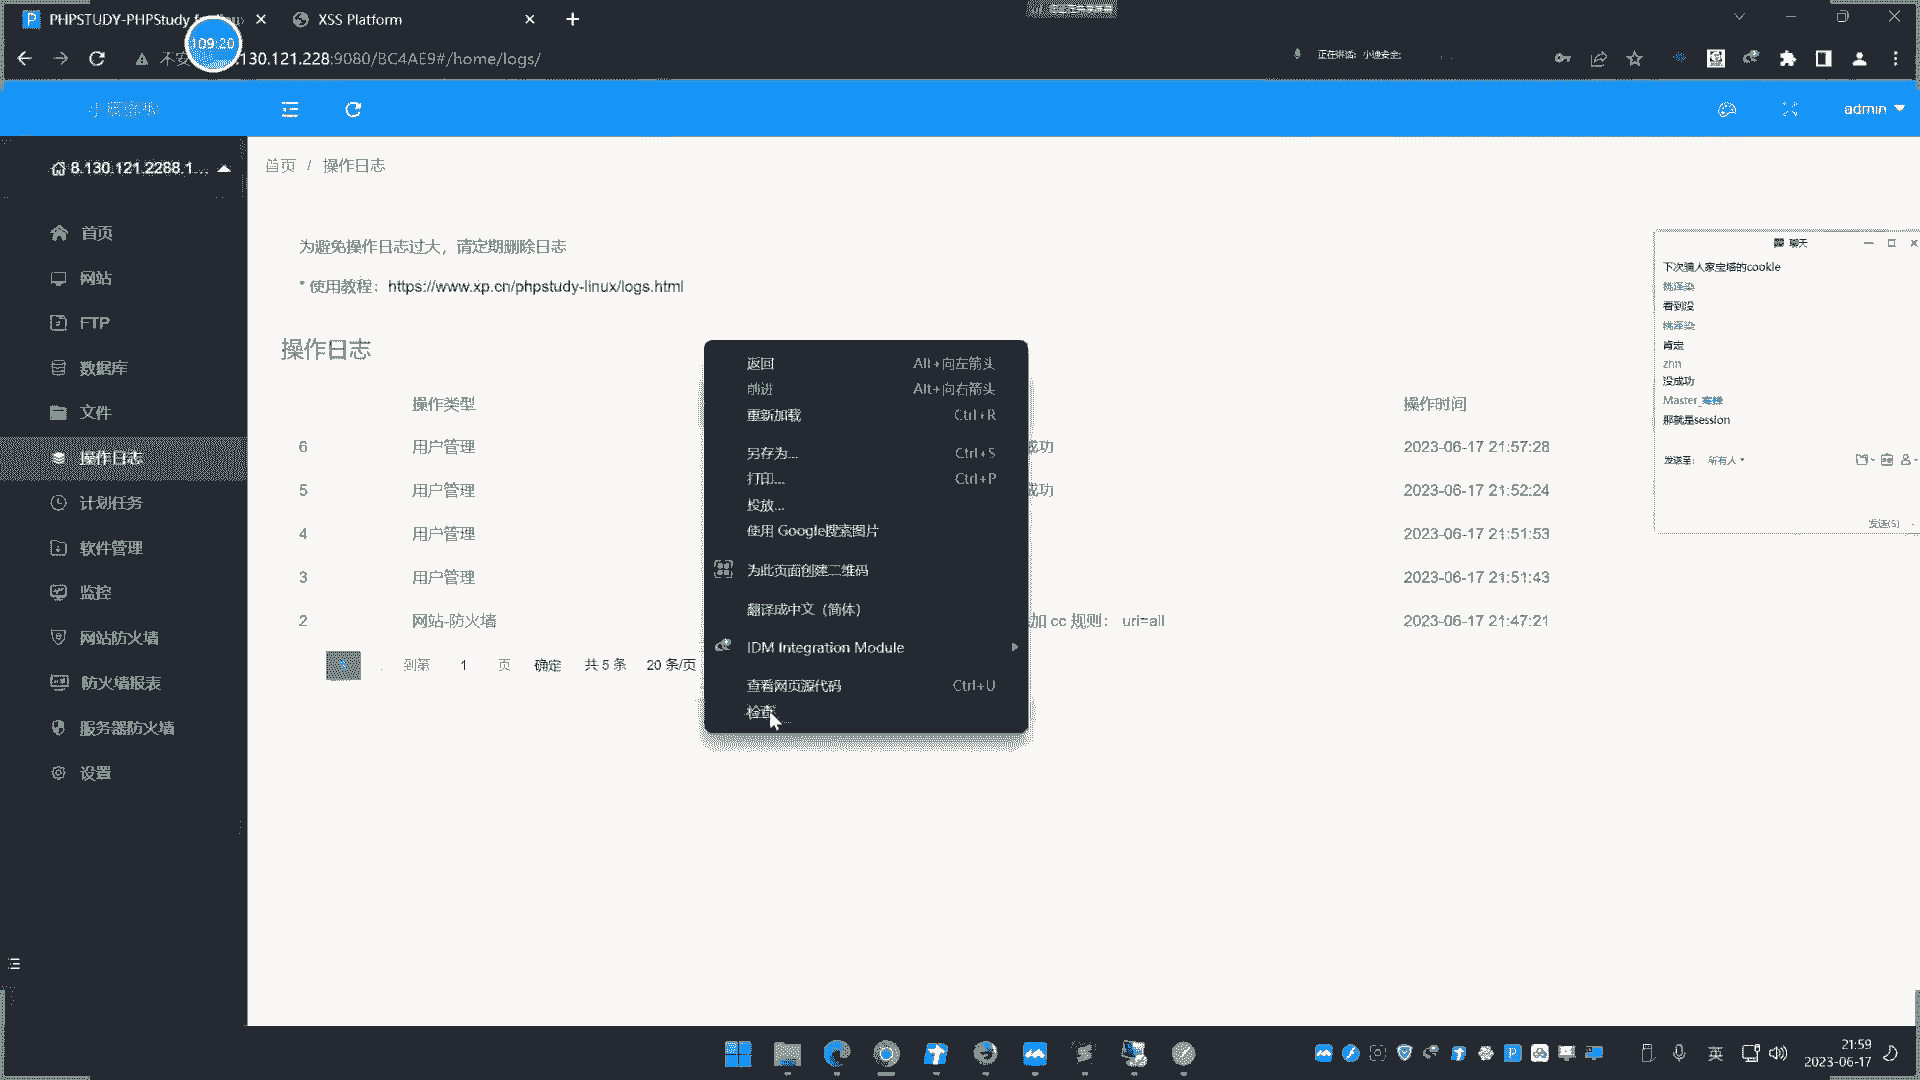 PHPSTUDY-PHPStudy for linu
XSS Platform
109:20
不安
130.121.228:9080/BC4AE9#/home/logs/
正在讲话: 小迪安全;
admin
8.130.121.2288.1...
首页 / 操作日志
首页
网站
FTP
数据库
文件
操作日志
计划任务
软件管理
监控
网站防火墙
防火墙报表
服务器防火墙
设置
为避免操作日志过大，请定期删除日志
* 使用教程： https://www.xp.cn/phpstudy-linux/logs.html
操作日志
操作类型 操作时间
6 用户管理 成功 2023-06-17 21:57:28
5 用户管理 成功 2023-06-17 21:52:24
4 用户管理 2023-06-17 21:51:53
3 用户管理 2023-06-17 21:51:43
2 网站-防火墙 加 cc 规则： uri=all 2023-06-17 21:47:21
到第 1 页 确定 共 5 条 20 条/页
返回 Alt+向左箭头
前进 Alt+向右箭头
重新加载 Ctrl+R
另存为... Ctrl+S
打印... Ctrl+P
投放...
使用 Google搜索图片
为此页面创建二维码
翻译成中文（简体）
IDM Integration Module
查看网页源代码 Ctrl+U
检查
聊天
下次骗人家宝塔的cookie
桃泽染
看到没
桃泽染
肯定
zhn
没成功
Master_
那就是session
发送至： 所有人
发送(S)
英
21:59
2023-06-17